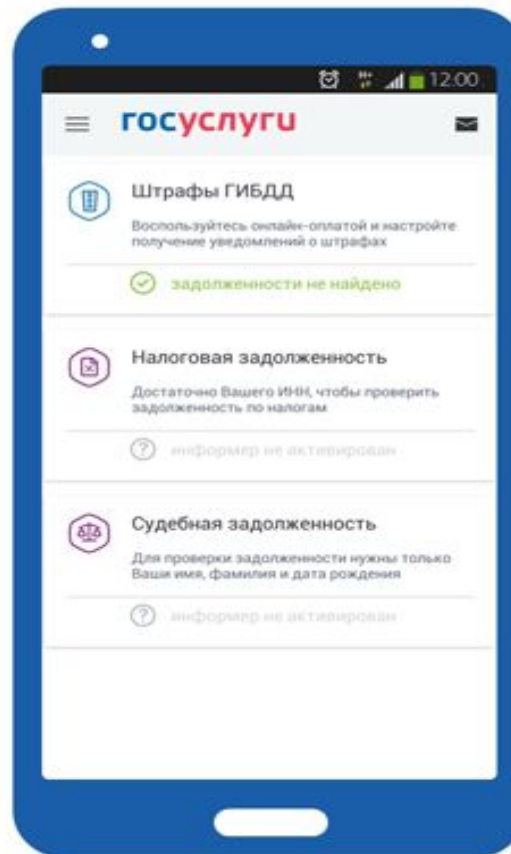 12:00
госуслуги
Штрафы ГИБДД
Воспользуйтесь онлайн-оплатой и настройте
получение уведомлений о штрафах
задолженности не найдено
Налоговая задолженность
Достаточно Вашего ИНН, чтобы проверить
задолженность по налогам
информер не активирован
Судебная задолженность
Для проверки задолженности нужны только
Ваши имя, фамилия и дата рождения
информер не активирован